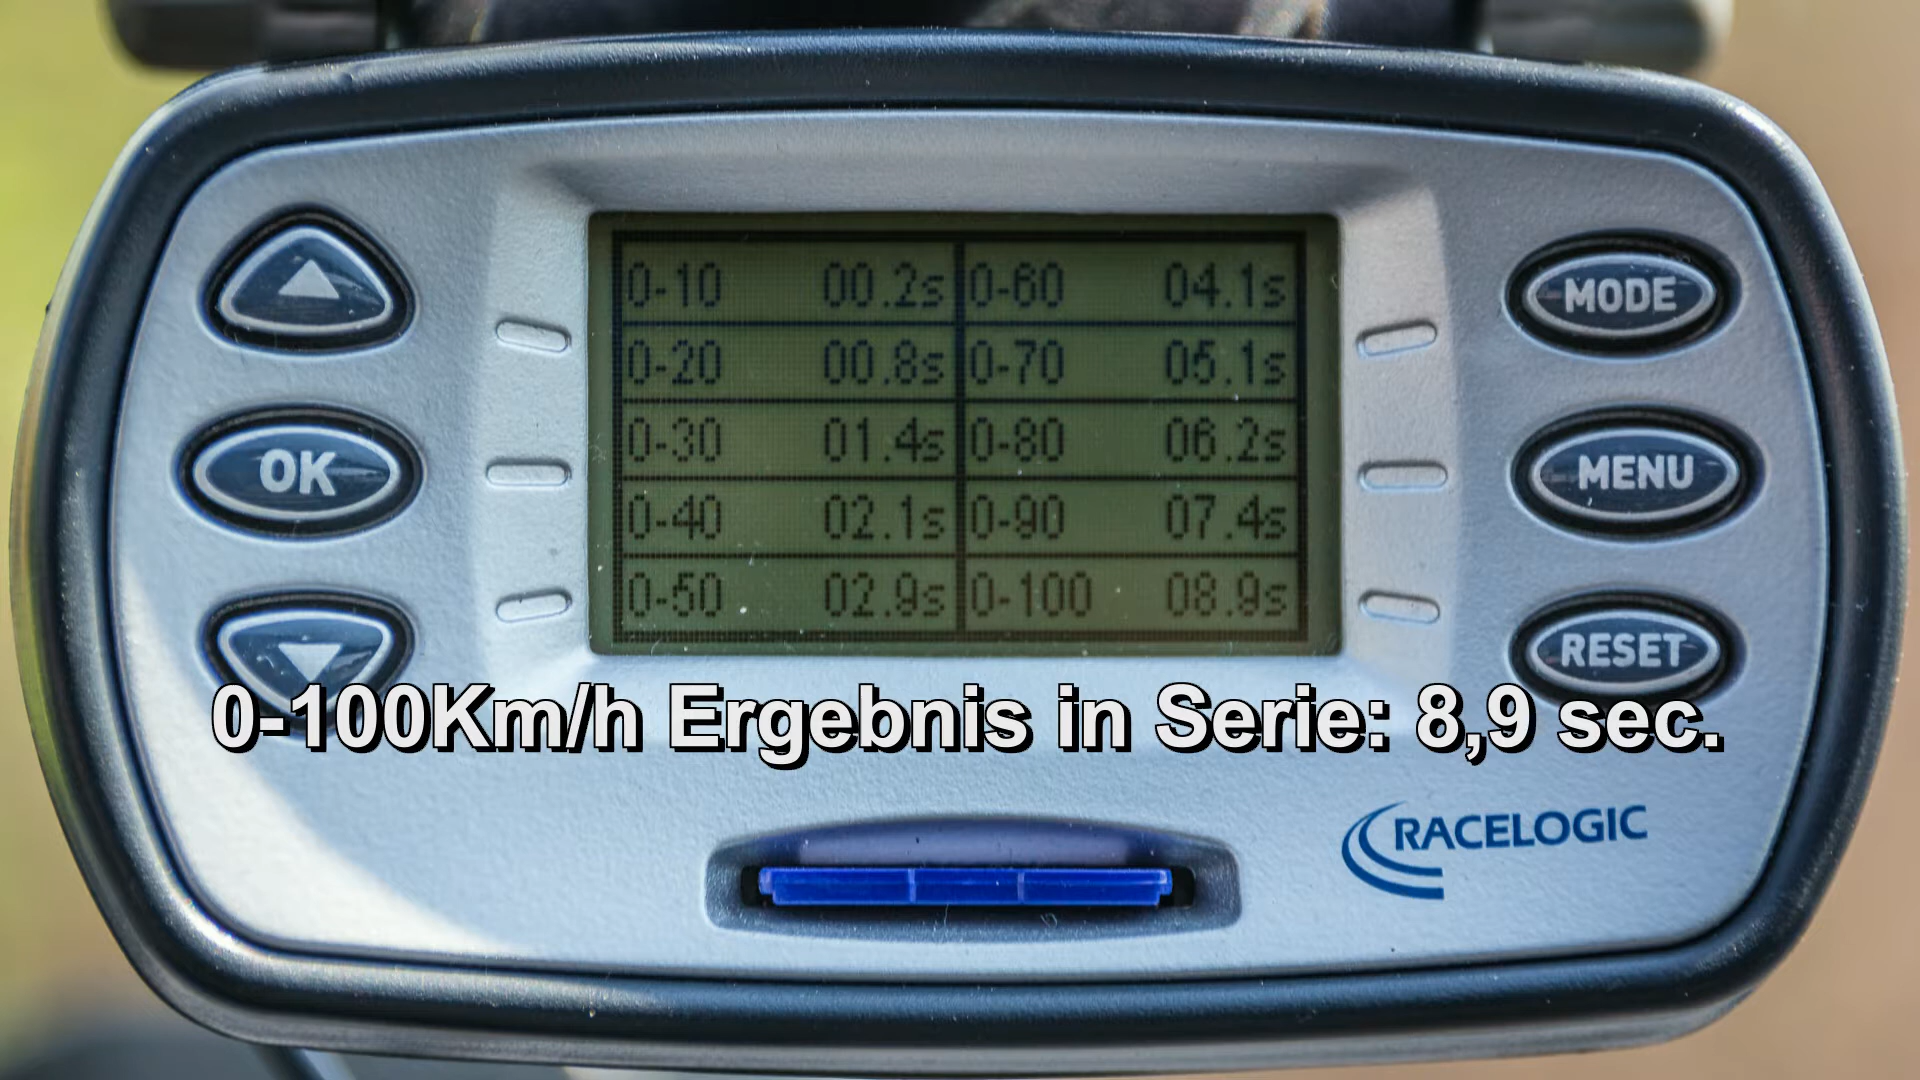 0-10 00.2s 0-60 04.1s
0-20 00.8s 0-70 05.1s
0-30 01.4s 0-80 06.2s
0-40 02.1s 0-90 07.4s
0-50 02.9s 0-100 08.9s
MODE
OK
MENU
RESET
0-100Km/h Ergebnis in Serie: 8,9 sec.
RACELOGIC